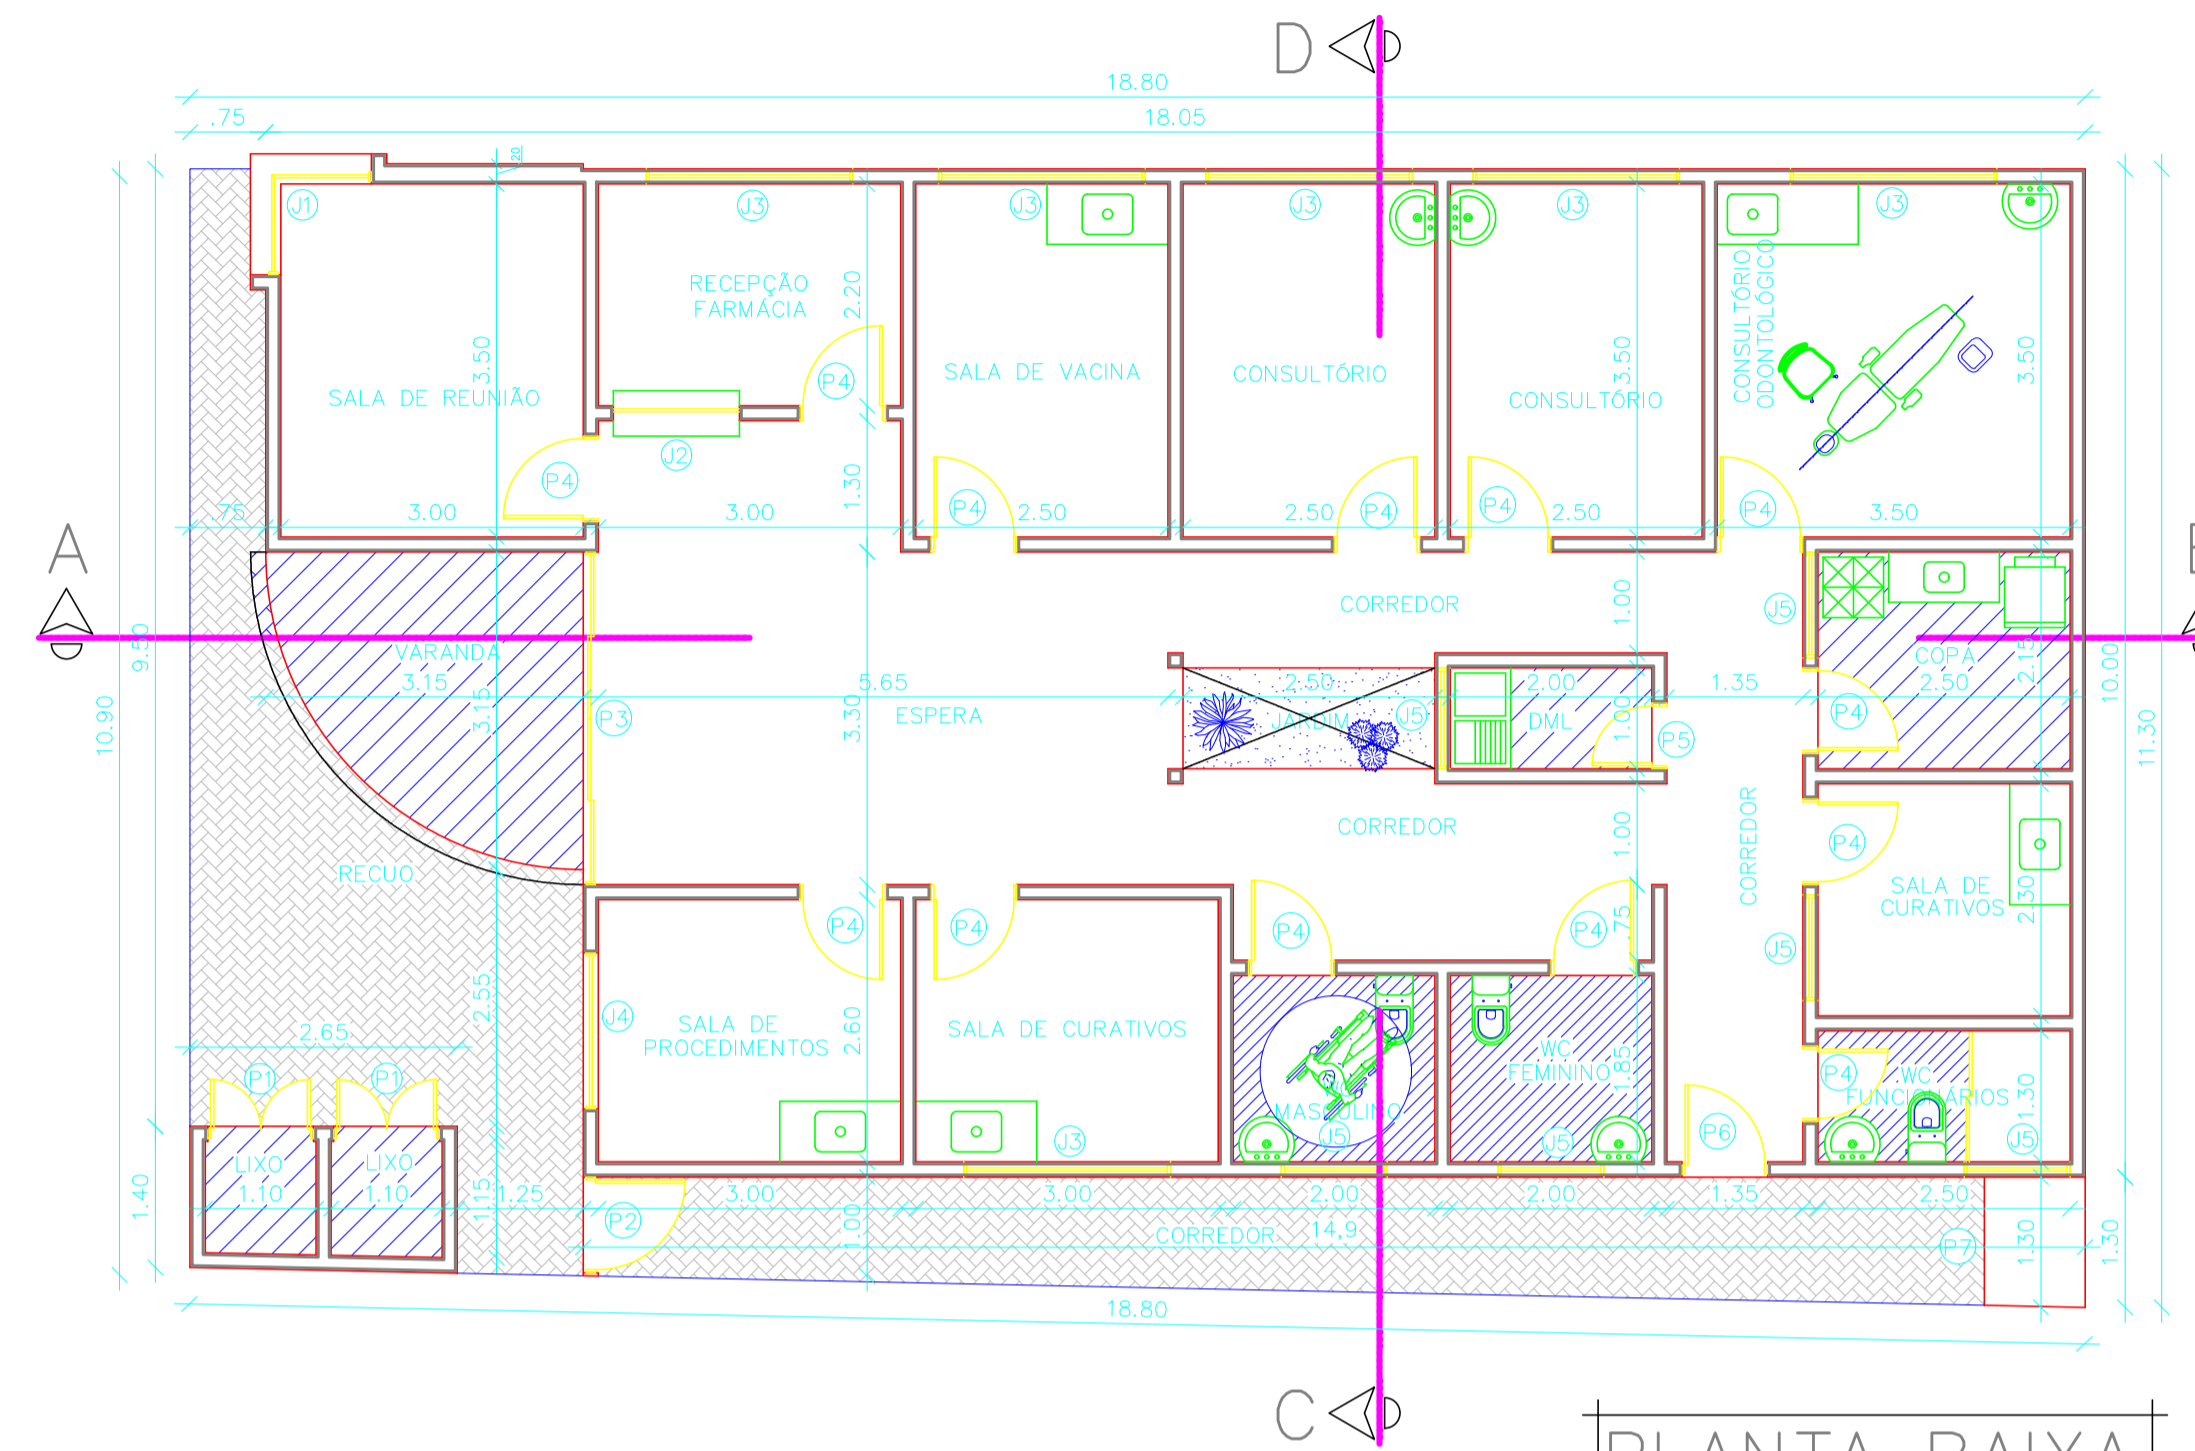 D
18.80
.75
18.05
20
J1
J3
J3
J3
J3
J3
RECEPÇÃO
FARMÁCIA
2.20
CONSULTÓRIO
ODONTOLÓGICO
3.50
3.50
3.50
SALA DE REUNIÃO
P4
SALA DE VACINA
CONSULTÓRIO
CONSULTÓRIO
J2
P4
1.30
P4
P4
P4
P4
.75
3.00
3.00
2.50
2.50
2.50
3.50
A
CORREDOR
1.00
J5
9.50
VARANDA
3.15
3.15
5.65
ESPERA
3.30
P3
2.50
JARDIM
J5
2.00
DML
1.00
P5
1.35
COPA
2.50
2.15
P4
10.00
10.90
11.30
CORREDOR
1.00
CORREDOR
P4
RECUO
SALA DE
CURATIVOS
2.30
P4
P4
P4
P4
.75
J5
2.55
J4
SALA DE
PROCEDIMENTOS
2.60
SALA DE CURATIVOS
2.65
P1
P1
WC
FEMININO
1.85
MASCULINO
P4
WC
FUNCIONÁRIOS
1.30
J3
J5
J5
P6
J5
LIXO
LIXO
1.40
1.10
1.10
1.25
1.15
3.00
3.00
2.00
2.00
1.35
2.50
P2
1.00
CORREDOR
14,9
P7
1.30
1.30
18.80
C
PLANTA BAIXA